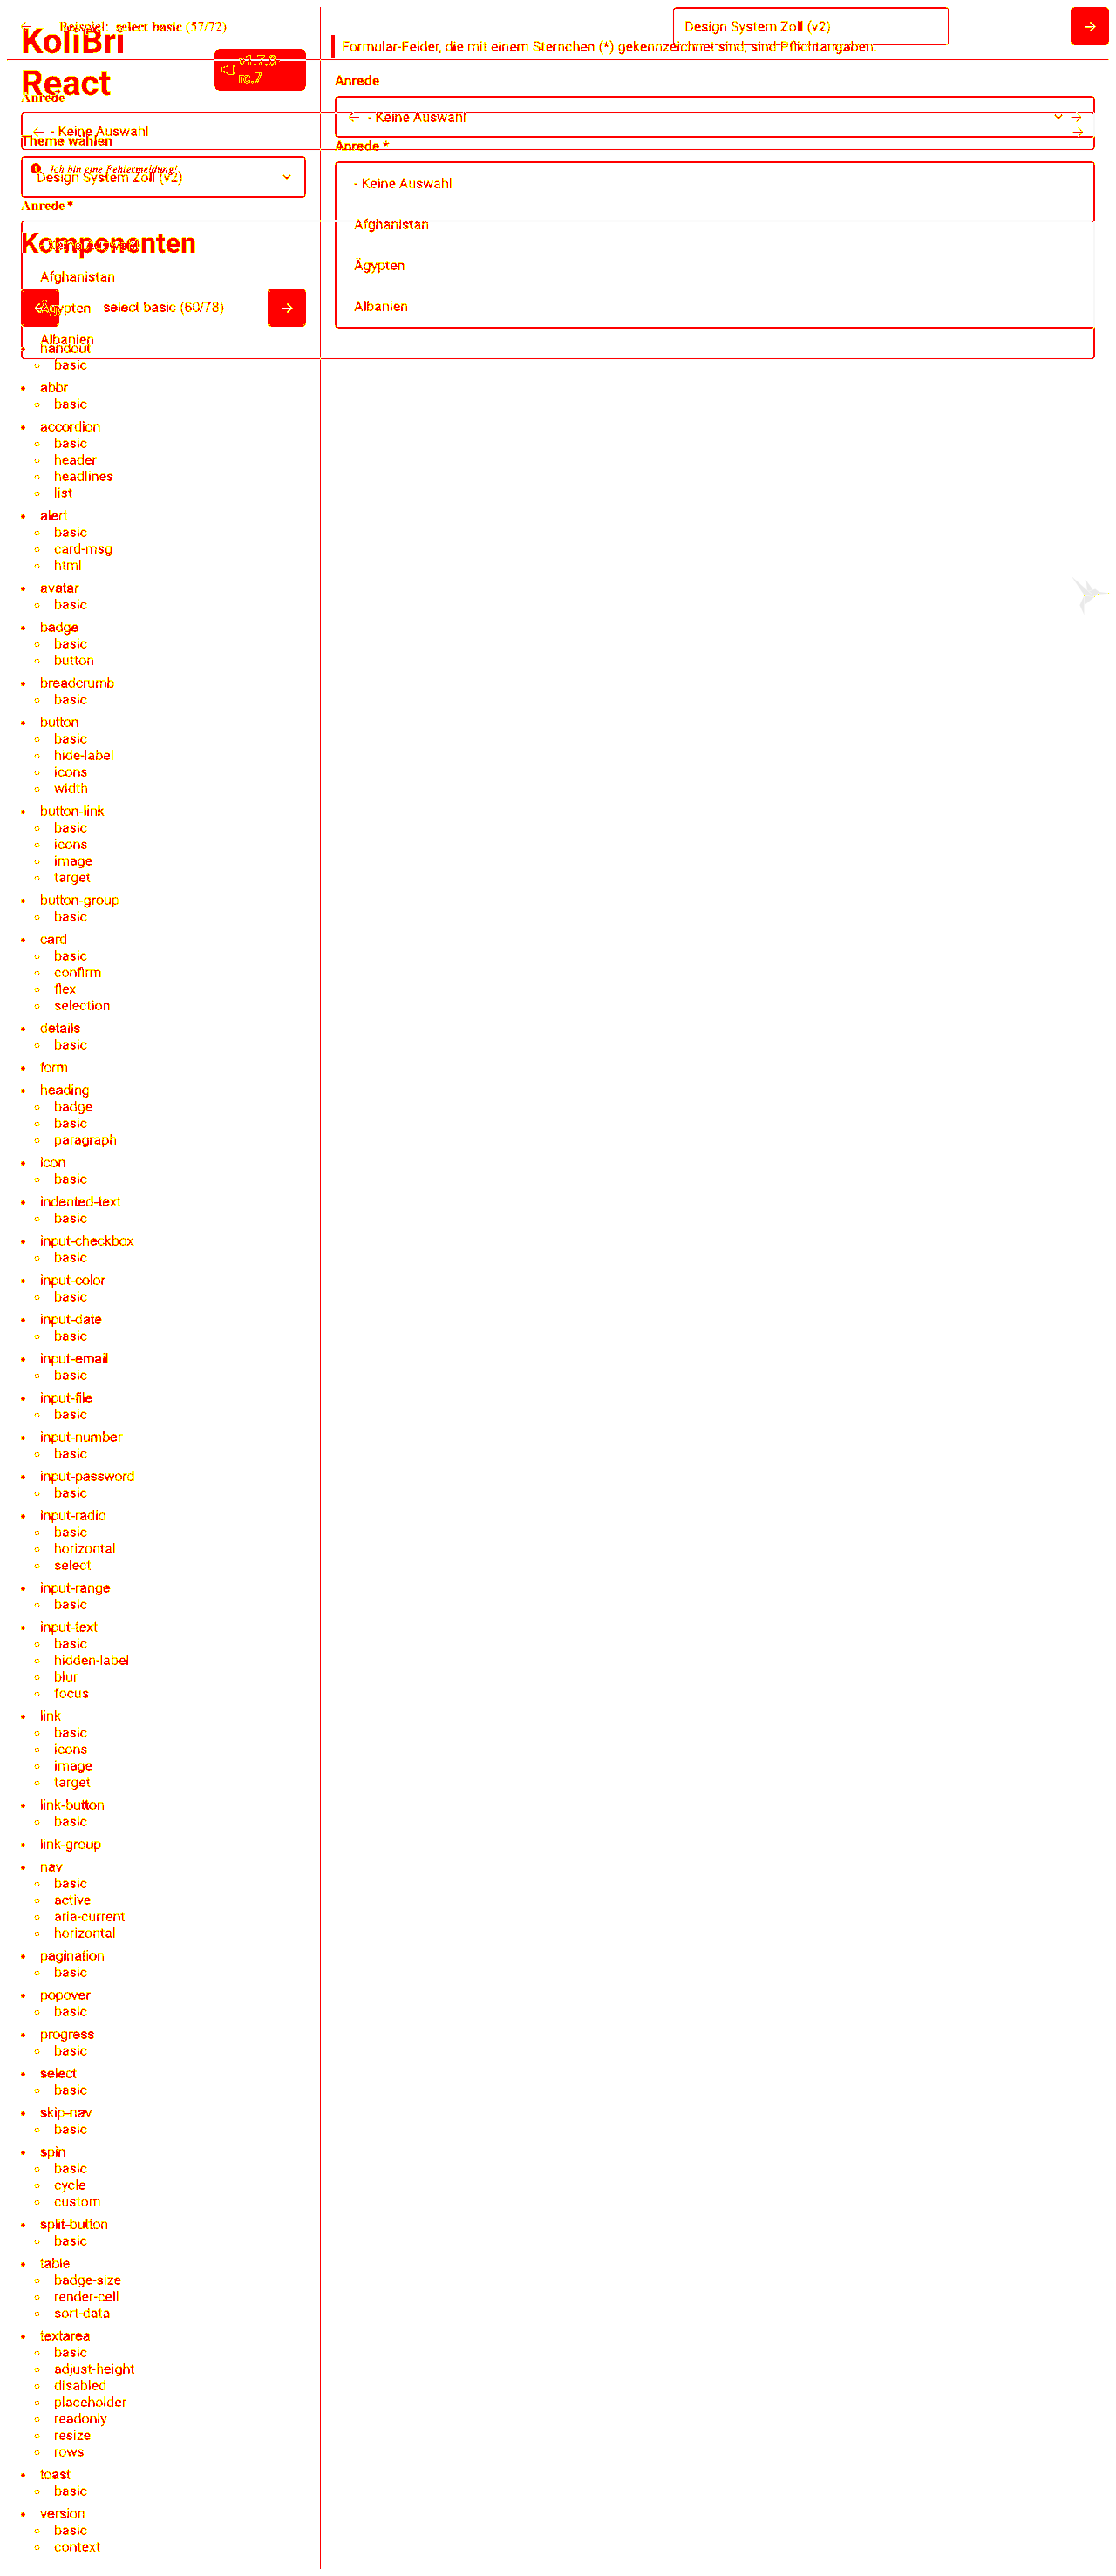 ← Beispiel: select basic (57/72)
KoliBri
React
v1.7.0-
rc.7
Anrede
← - Keine Auswahl →
Theme wählen
Ich bin eine Fehlermeldung!
Design System Zoll (v2)
Anrede *
- Keine Auswahl
Komponenten
Afghanistan
Ägypten
← select basic (60/78) →
Albanien
handout
basic
abbr
basic
accordion
basic
header
headlines
list
alert
basic
card-msg
html
avatar
basic
badge
basic
button
breadcrumb
basic
button
basic
hide-label
icons
width
button-link
basic
icons
image
target
button-group
basic
card
basic
confirm
flex
selection
details
basic
form
heading
badge
basic
paragraph
icon
basic
indented-text
basic
input-checkbox
basic
input-color
basic
input-date
basic
input-email
basic
input-file
basic
input-number
basic
input-password
basic
input-radio
basic
horizontal
select
input-range
basic
input-text
basic
hidden-label
blur
focus
link
basic
icons
image
target
link-button
basic
link-group
nav
basic
active
aria-current
horizontal
pagination
basic
popover
basic
progress
basic
select
basic
skip-nav
basic
spin
basic
cycle
custom
split-button
basic
table
badge-size
render-cell
sort-data
textarea
basic
adjust-height
disabled
placeholder
readonly
resize
rows
toast
basic
version
basic
context
Design System Zoll (v2) →
Formular-Felder, die mit einem Sternchen (*) gekennzeichnet sind, sind Pflichtangaben.
Anrede
← - Keine Auswahl →
Anrede *
- Keine Auswahl
Afghanistan
Ägypten
Albanien